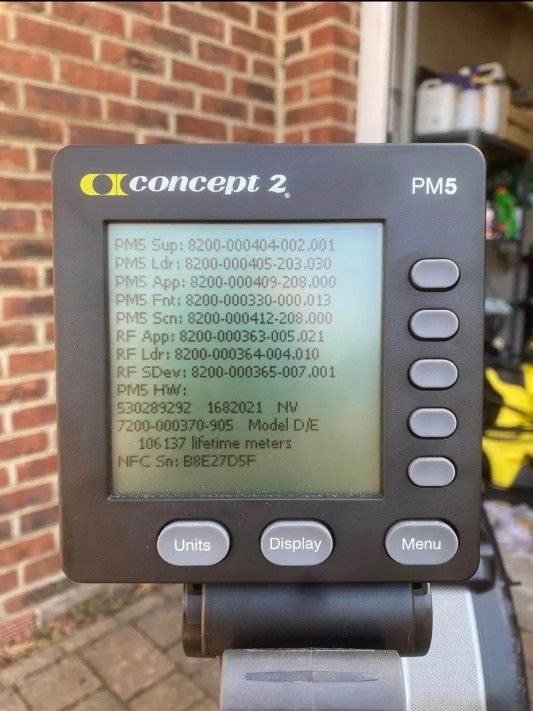 concept 2
PM5
PM5 Sup: 8200-000404-002.001
PM5 Ldr: 8200-000405-203.030
PM5 App: 8200-000409-208.000
PM5 Fnt: 8200-000330-000.013
PM5 Scn: 8200-000412-208.000
RF App: 8200-000363-005.021
RF Ldr: 8200-000364-004.010
RF SDev: 8200-000365-007.001
PM5 HW:
530289292 1682021 NV
7200-000370-905 Model D/E
106137 lifetime meters
NFC Sn: B8E27D5F
Units
Display
Menu